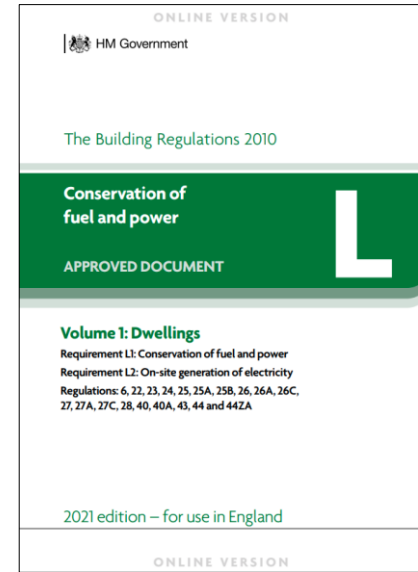 ONLINE VERSION
HM Government
The Building Regulations 2010
Conservation of
fuel and power
L
APPROVED DOCUMENT
Volume 1: Dwellings
Requirement L1: Conservation of fuel and power
Requirement L2: On-site generation of electricity
Regulations: 6, 22, 23, 24, 25, 25A, 25B, 26, 26A, 26C,
27, 27A, 27C, 28, 40, 40A, 43, 44 and 44ZA
2021 edition – for use in England
ONLINE VERSION